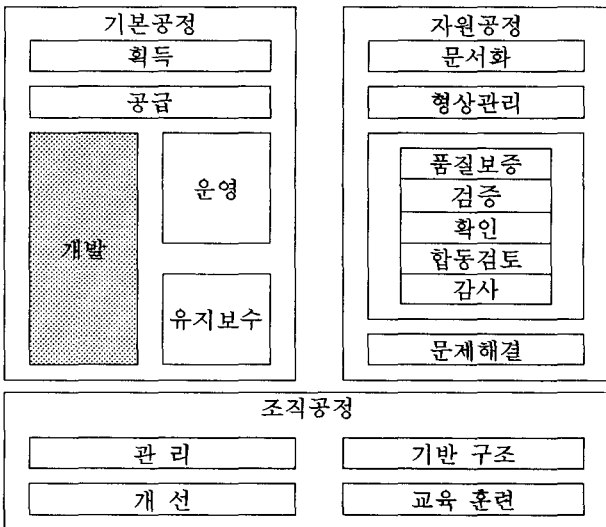 기본공정
획득
공급
개발
운영
유지보수
자원공정
문서화
형상관리
품질보증
검증
확인
합동검토
감사
문제해결
조직공정
관 리
기반 구조
개 선
교육 훈련